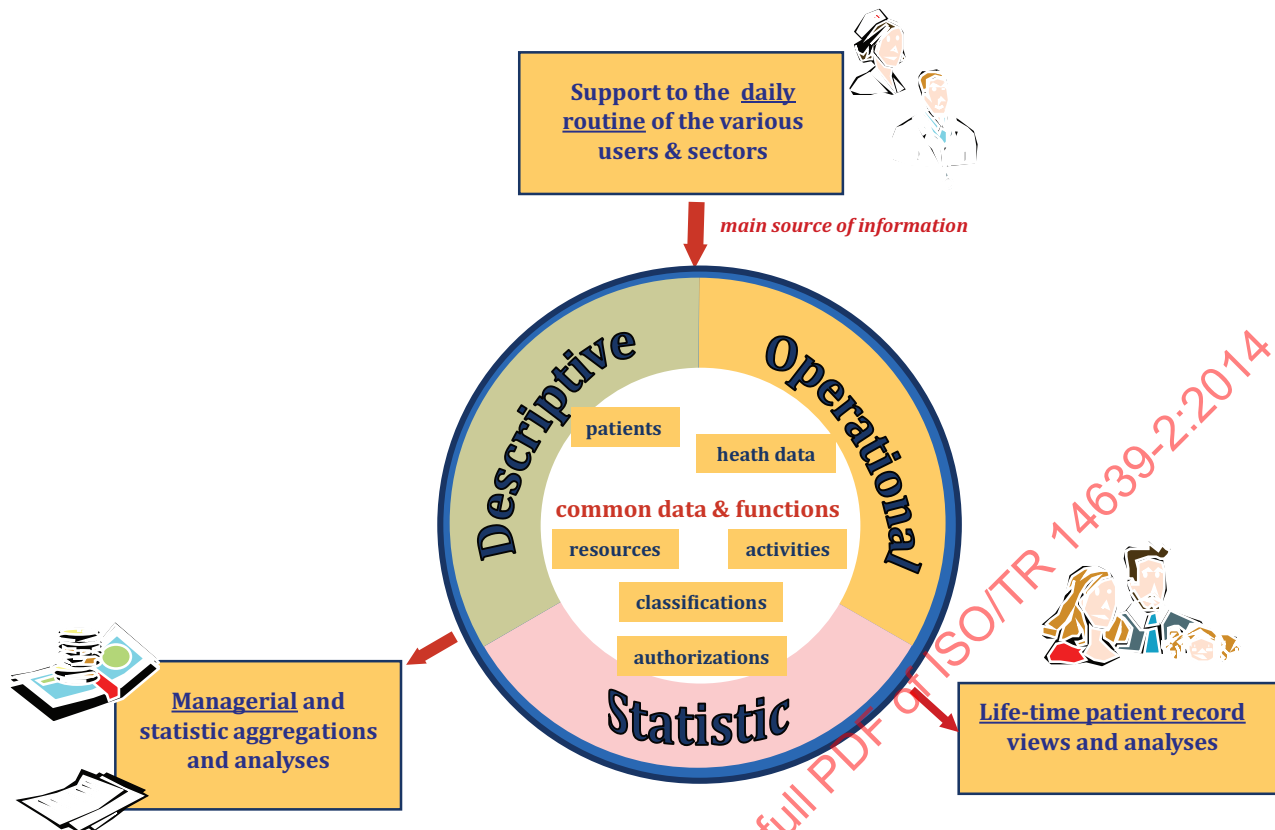 Support to the daily
routine of the various
users & sectors
main source of information
Descriptive
Operational
patients
heath data
common data & functions
resources
activities
classifications
authorizations
Statistic
Managerial and
statistic aggregations
and analyses
Life-time patient record
views and analyses
full PDF of ISO/TR 14639-2:2014